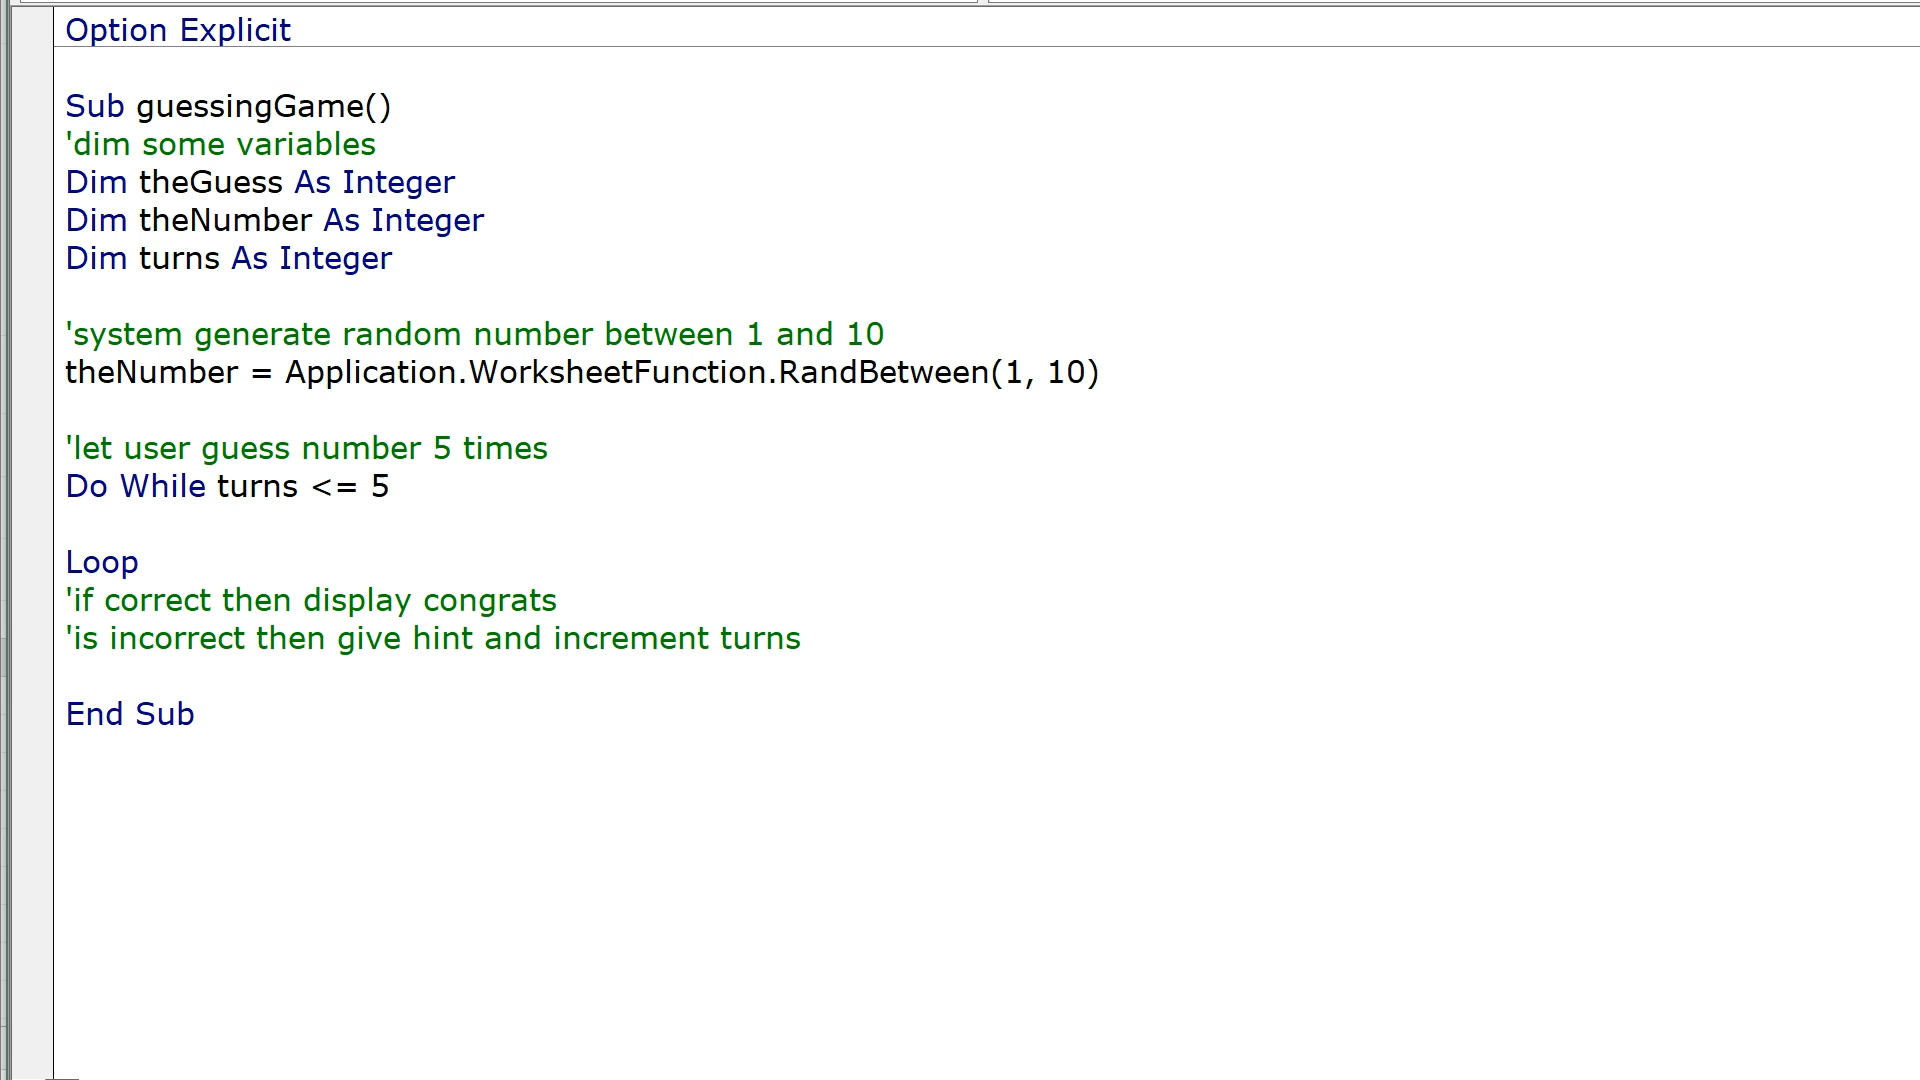 Option Explicit
Sub guessingGame()
'dim some variables
Dim theGuess As Integer
Dim theNumber As Integer
Dim turns As Integer
'system generate random number between 1 and 10
theNumber = Application.WorksheetFunction.RandBetween(1, 10)
'let user guess number 5 times
Do While turns <= 5
Loop
'if correct then display congrats
'is incorrect then give hint and increment turns
End Sub